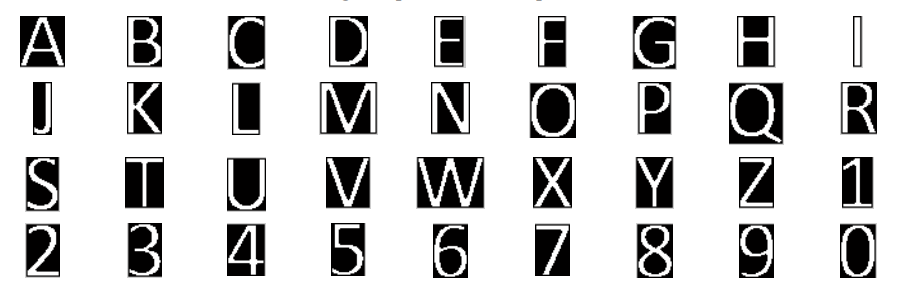 A B C D E F G H I
J K L M N O P Q R
S T U V W X Y Z 1
2 3 4 5 6 7 8 9 0